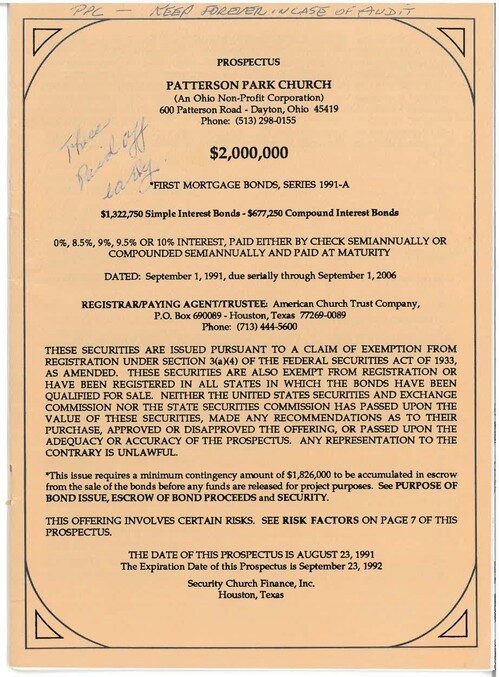 PPC - KEEP FOREVER IN CASE OF AUDIT
PROSPECTUS
PATTERSON PARK CHURCH
(An Ohio Non-Profit Corporation)
600 Patterson Road - Dayton, Ohio 45419
Phone: (513) 298-0155
These
Paid off
early
$2,000,000
*FIRST MORTGAGE BONDS, SERIES 1991-A
$1,322,750 Simple Interest Bonds - $677,250 Compound Interest Bonds
0%, 8.5%, 9%, 9.5% OR 10% INTEREST, PAID EITHER BY CHECK SEMIANNUALLY OR
COMPOUNDED SEMIANNUALLY AND PAID AT MATURITY
DATED: September 1, 1991, due serially through September 1, 2006
REGISTRAR/PAYING AGENT/TRUSTEE: American Church Trust Company,
P.O. Box 690089 - Houston, Texas 77269-0089
Phone: (713) 444-5600
THESE SECURITIES ARE ISSUED PURSUANT TO A CLAIM OF EXEMPTION FROM
REGISTRATION UNDER SECTION 3(a)(4) OF THE FEDERAL SECURITIES ACT OF 1933,
AS AMENDED. THESE SECURITIES ARE ALSO EXEMPT FROM REGISTRATION OR
HAVE BEEN REGISTERED IN ALL STATES IN WHICH THE BONDS HAVE BEEN
QUALIFIED FOR SALE. NEITHER THE UNITED STATES SECURITIES AND EXCHANGE
COMMISSION NOR THE STATE SECURITIES COMMISSION HAS PASSED UPON THE
VALUE OF THESE SECURITIES, MADE ANY RECOMMENDATIONS AS TO THEIR
PURCHASE, APPROVED OR DISAPPROVED THE OFFERING, OR PASSED UPON THE
ADEQUACY OR ACCURACY OF THE PROSPECTUS. ANY REPRESENTATION TO THE
CONTRARY IS UNLAWFUL.
*This issue requires a minimum contingency amount of $1,826,000 to be accumulated in escrow
from the sale of the bonds before any funds are released for project purposes. See PURPOSE OF
BOND ISSUE, ESCROW OF BOND PROCEEDS and SECURITY.
THIS OFFERING INVOLVES CERTAIN RISKS. SEE RISK FACTORS ON PAGE 7 OF THIS
PROSPECTUS.
THE DATE OF THIS PROSPECTUS IS AUGUST 23, 1991
The Expiration Date of this Prospectus is September 23, 1992
Security Church Finance, Inc.
Houston, Texas